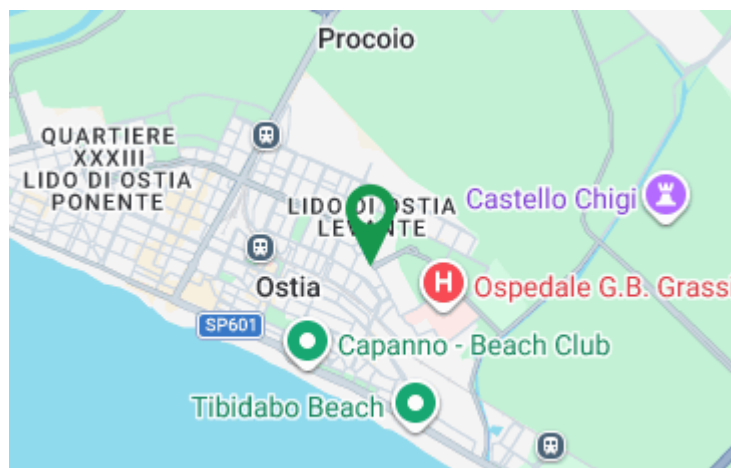 Procoio
QUARTIERE
XXXIII
LIDO DI OSTIA
PONENTE
LIDO DI OSTIA
LEVANTE
Castello Chigi
Ostia
H
Ospedale G.B. Grassi
SP601
Capanno - Beach Club
Tibidabo Beach